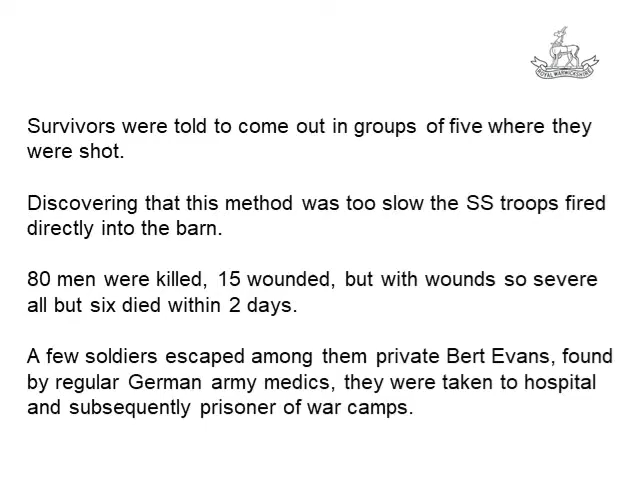 ROYAL WARWICKSHIRE
Survivors were told to come out in groups of five where they
were shot.
Discovering that this method was too slow the SS troops fired
directly into the barn.
80 men were killed, 15 wounded, but with wounds so severe
all but six died within 2 days.
A few soldiers escaped among them private Bert Evans, found
by regular German army medics, they were taken to hospital
and subsequently prisoner of war camps.